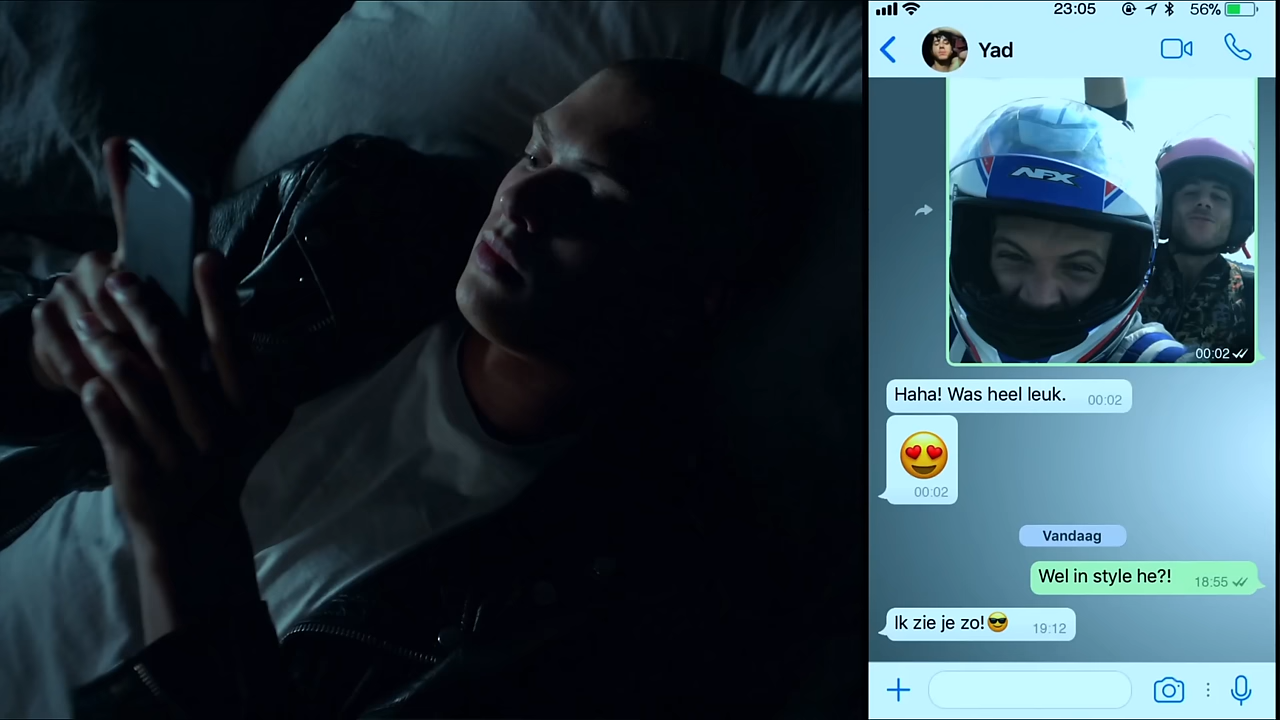 23:05
56%
Yad
AFX
00:02
Haha! Was heel leuk. 00:02
😍
00:02
Vandaag
Wel in style he?! 18:55
Ik zie je zo!😎 19:12